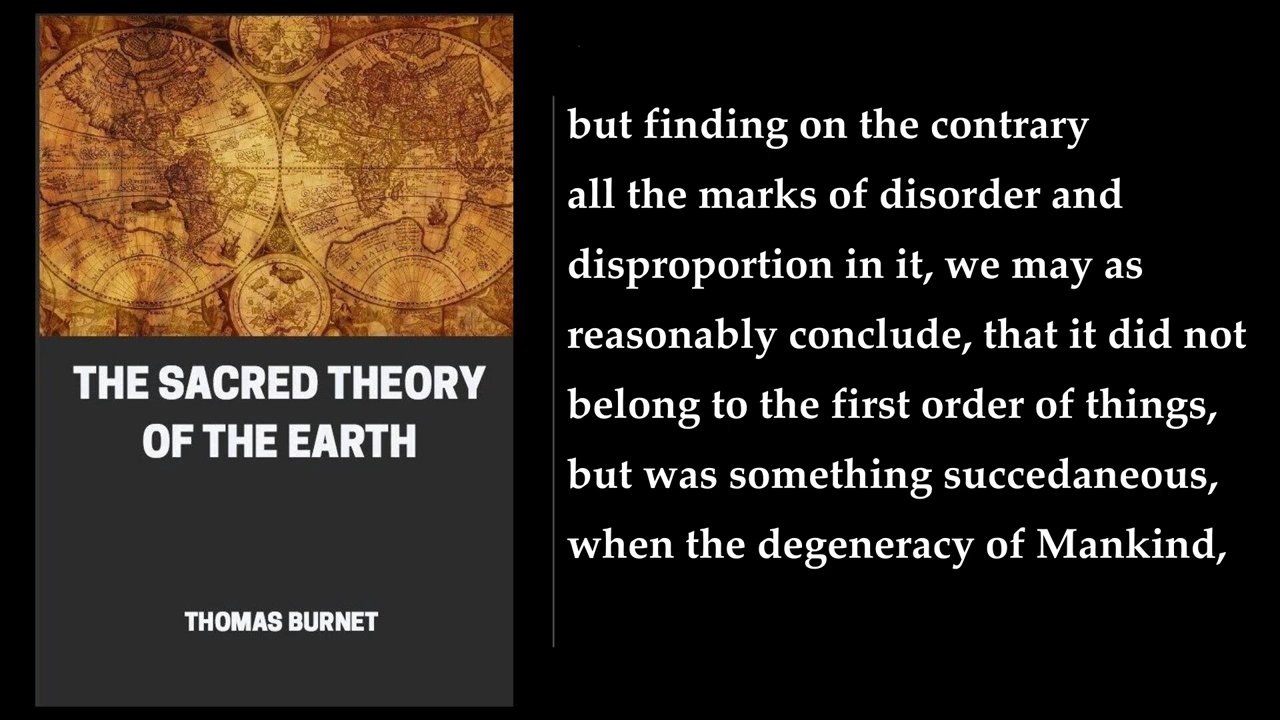 THE SACRED THEORY
OF THE EARTH
THOMAS BURNET
but finding on the contrary
all the marks of disorder and
disproportion in it, we may as
reasonably conclude, that it did not
belong to the first order of things,
but was something succedaneous,
when the degeneracy of Mankind,